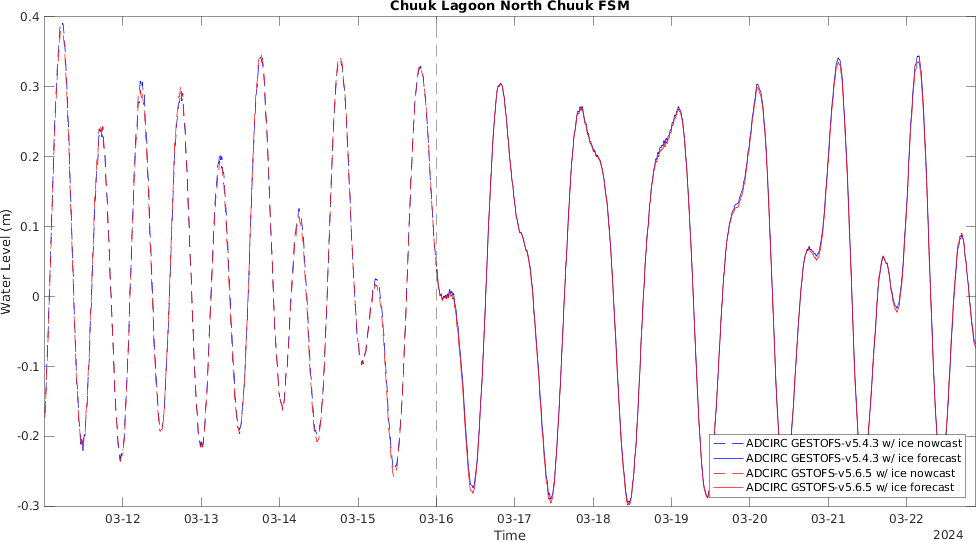 Chuuk Lagoon North Chuuk FSM
0.4
0.3
0.2
0.1
0
-0.1
-0.2
-0.3
Water Level (m)
03-12 03-13 03-14 03-15 03-16 03-17 03-18 03-19 03-20 03-21 03-22
Time
2024
ADCIRC GESTOFS-v5.4.3 w/ ice nowcast
ADCIRC GESTOFS-v5.4.3 w/ ice forecast
ADCIRC GSTOFS-v5.6.5 w/ ice nowcast
ADCIRC GSTOFS-v5.6.5 w/ ice forecast